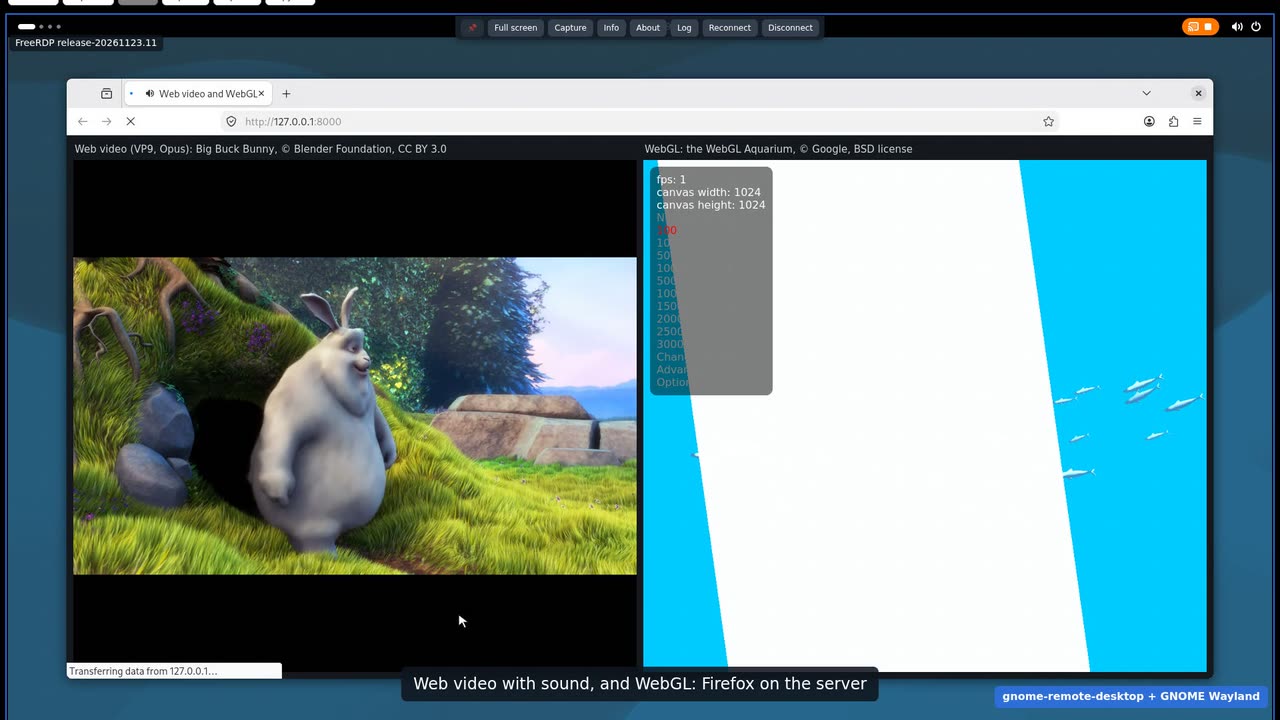 Full screen
Capture
Info
About
Log
Reconnect
Disconnect
FreeRDP release-20261123.11
Web video and WebGL
http://127.0.0.1:8000
Web video (VP9, Opus): Big Buck Bunny, © Blender Foundation, CC BY 3.0
WebGL: the WebGL Aquarium, © Google, BSD license
fps: 1
canvas width: 1024
canvas height: 1024
2000
2500
3000
Transferring data from 127.0.0.1…
Web video with sound, and WebGL: Firefox on the server
gnome-remote-desktop + GNOME Wayland